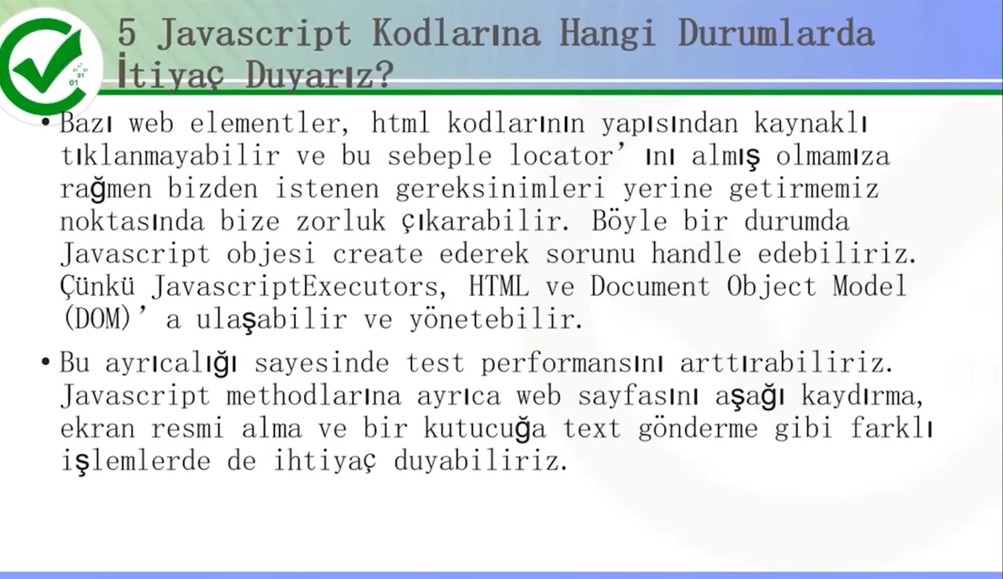 5 Javascript Kodlarına Hangi Durumlarda
İtiyaç Duyarız?
• Bazı web elementler, html kodlarının yapısından kaynaklı
tıklanmayabilir ve bu sebeple locator’ ını almış olmamıza
rağmen bizden istenen gereksinimleri yerine getirmemiz
noktasında bize zorluk çıkarabilir. Böyle bir durumda
Javascript objesi create ederek sorunu handle edebiliriz.
Çünkü JavascriptExecutors, HTML ve Document Object Model
(DOM)’ a ulaşabilir ve yönetebilir.
• Bu ayrıcalığı sayesinde test performansını arttırabiliriz.
Javascript methodlarına ayrıca web sayfasını aşağı kaydırma,
ekran resmi alma ve bir kutucuğa text gönderme gibi farklı
işlemlerde de ihtiyaç duyabiliriz.